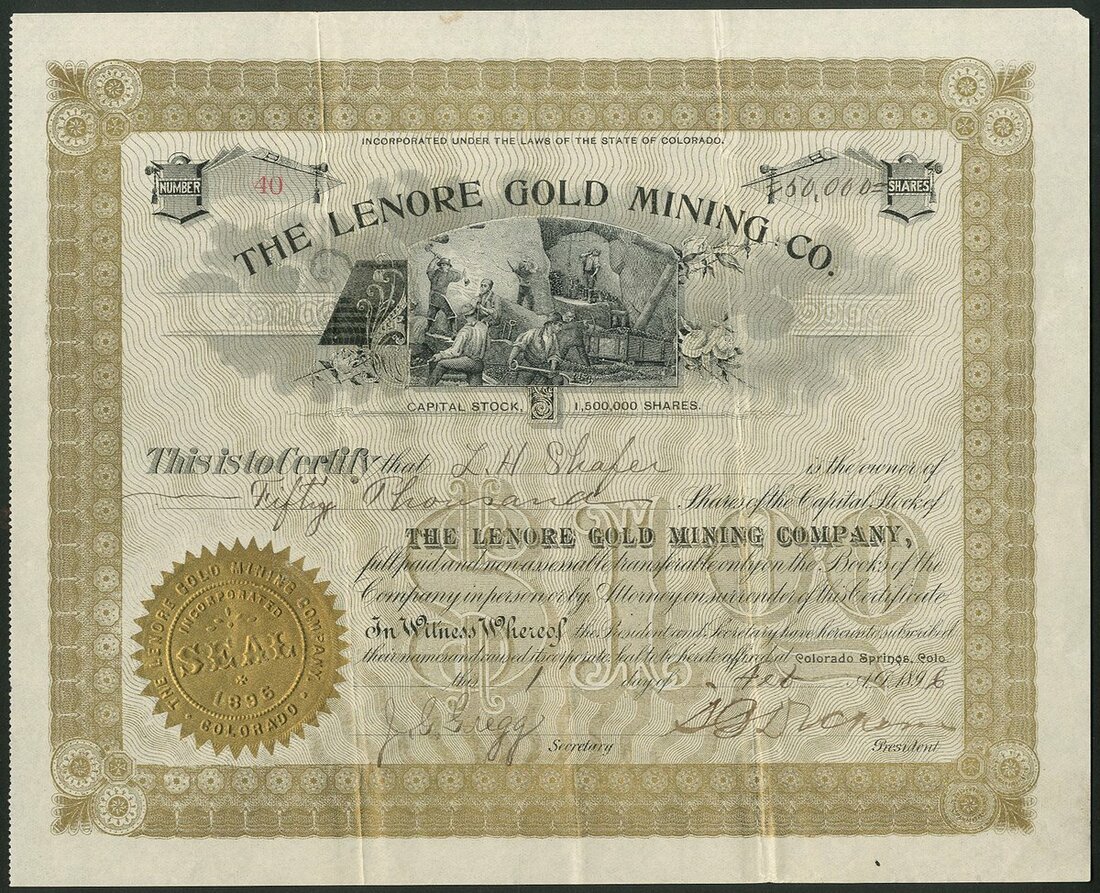 INCORPORATED UNDER THE LAWS OF THE STATE OF COLORADO.
NUMBER 40
50,000= SHARES
THE LENORE GOLD MINING CO.
CAPITAL STOCK, 1,500,000 SHARES.
This is to Certify that L. H Shafer is the owner of
Fifty Thousand Shares of the Capital Stock of
$1.00
THE LENORE GOLD MINING COMPANY,
full paid and non-assessable transferable only on the Books of the
Company in person or by Attorney on surrender of this Certificate
In Witness Whereof the President and Secretary have hereunto subscribed
their names and caused its corporate Seal to be hereto affixed at Colorado Springs, Colo.
this 1 day of Feb A.D. 1896
J. G. Gregg
Secretary
President
THE LENORE GOLD MINING COMPANY.
INCORPORATED
SEAL
1895
COLORADO